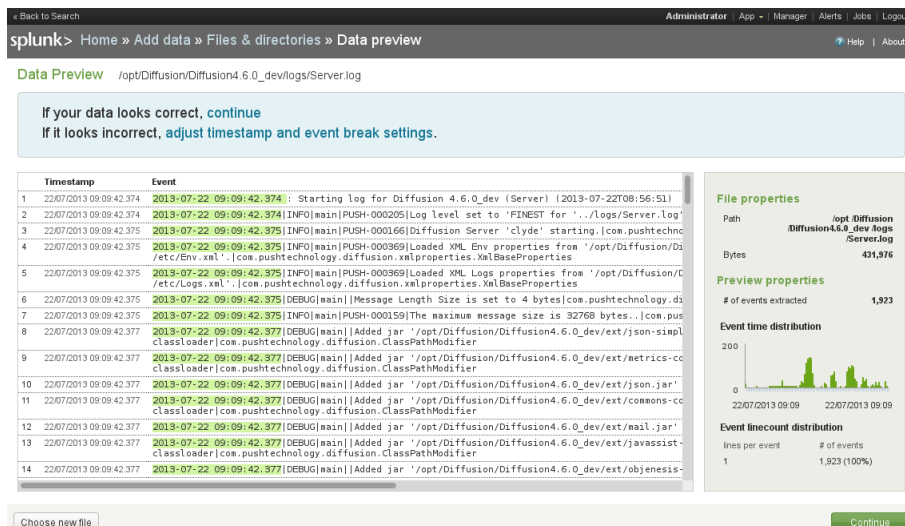 « Back to Search
Administrator | App | Manager | Alerts | Jobs | Logou
splunk> Home » Add data » Files & directories » Data preview
Help | About
Data Preview /opt/Diffusion/Diffusion4.6.0_dev/logs/Server.log
If your data looks correct, continue
If it looks incorrect, adjust timestamp and event break settings.
Timestamp Event
1 22/07/2013 09:09:42.374 2013-07-22 09:09:42.374 : Starting log for Diffusion 4.6.0_dev (Server) (2013-07-22T08:56:51)
2 22/07/2013 09:09:42.374 2013-07-22 09:09:42.374|INFO|main|PUSH-000205|Log level set to 'FINEST for '../logs/Server.log'
3 22/07/2013 09:09:42.375 2013-07-22 09:09:42.375|INFO|main|PUSH-000166|Diffusion Server 'clyde' starting.|com.pushtechno
4 22/07/2013 09:09:42.375 2013-07-22 09:09:42.375|INFO|main|PUSH-000369|Loaded XML Env properties from '/opt/Diffusion/Di
/etc/Env.xml'.|com.pushtechnology.diffusion.xmlproperties.XmlBaseProperties
5 22/07/2013 09:09:42.375 2013-07-22 09:09:42.375|INFO|main|PUSH-000369|Loaded XML Logs properties from '/opt/Diffusion/D
/etc/Logs.xml'.|com.pushtechnology.diffusion.xmlproperties.XmlBaseProperties
6 22/07/2013 09:09:42.375 2013-07-22 09:09:42.375|DEBUG|main||Message Length Size is set to 4 bytes|com.pushtechnology.di
7 22/07/2013 09:09:42.375 2013-07-22 09:09:42.375|INFO|main|PUSH-000159|The maximum message size is 32768 bytes..|com.pus
8 22/07/2013 09:09:42.377 2013-07-22 09:09:42.377|DEBUG|main||Added jar '/opt/Diffusion/Diffusion4.6.0_dev/ext/json-simpl
classloader|com.pushtechnology.diffusion.ClassPathModifier
9 22/07/2013 09:09:42.377 2013-07-22 09:09:42.377|DEBUG|main||Added jar '/opt/Diffusion/Diffusion4.6.0_dev/ext/metrics-co
classloader|com.pushtechnology.diffusion.ClassPathModifier
10 22/07/2013 09:09:42.377 2013-07-22 09:09:42.377|DEBUG|main||Added jar '/opt/Diffusion/Diffusion4.6.0_dev/ext/json.jar'
11 22/07/2013 09:09:42.377 2013-07-22 09:09:42.377|DEBUG|main||Added jar '/opt/Diffusion/Diffusion4.6.0_dev/ext/commons-co
classloader|com.pushtechnology.diffusion.ClassPathModifier
12 22/07/2013 09:09:42.377 2013-07-22 09:09:42.377|DEBUG|main||Added jar '/opt/Diffusion/Diffusion4.6.0_dev/ext/mail.jar'
13 22/07/2013 09:09:42.377 2013-07-22 09:09:42.377|DEBUG|main||Added jar '/opt/Diffusion/Diffusion4.6.0_dev/ext/javassist-
classloader|com.pushtechnology.diffusion.ClassPathModifier
14 22/07/2013 09:09:42.377 2013-07-22 09:09:42.377|DEBUG|main||Added jar '/opt/Diffusion/Diffusion4.6.0_dev/ext/objenesis-
File properties
Path /opt /Diffusion
/Diffusion4.6.0_dev /logs
/Server.log
Bytes 431,976
Preview properties
# of events extracted 1,923
Event time distribution
200
0
22/07/2013 09:09 22/07/2013 09:09
Event linecount distribution
lines per event # of events
1 1,923 (100%)
Choose new file
Continue